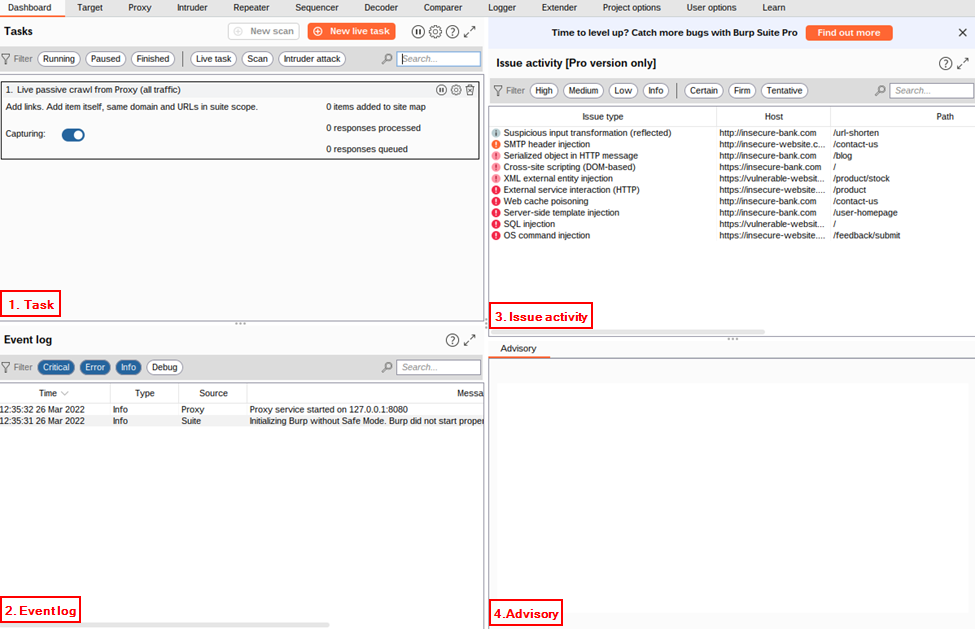 Dashboard Target Proxy Intruder Repeater Sequencer Decoder Comparer Logger Extender Project options User options Learn
Tasks
New scan
New live task
Filter Running Paused Finished Live task Scan Intruder attack Search...
1. Live passive crawl from Proxy (all traffic)
Add links. Add item itself, same domain and URLs in suite scope.
0 items added to site map
Capturing:
0 responses processed
0 responses queued
1. Task
Event log
Filter Critical Error Info Debug Search...
Time Type Source Messa
12:35:32 26 Mar 2022 Info Proxy Proxy service started on 127.0.0.1:8080
12:35:31 26 Mar 2022 Info Suite Initializing Burp without Safe Mode. Burp did not start proper
2. Event log
Time to level up? Catch more bugs with Burp Suite Pro Find out more
Issue activity [Pro version only]
Filter High Medium Low Info Certain Firm Tentative Search...
Issue type Host Path
Suspicious input transformation (reflected) http://insecure-bank.com /url-shorten
SMTP header injection http://insecure-website.c... /contact-us
Serialized object in HTTP message http://insecure-bank.com /blog
Cross-site scripting (DOM-based) http://insecure-bank.com /
XML external entity injection https://vulnerable-websit... /product/stock
External service interaction (HTTP) https://insecure-website.... /product
Web cache poisoning http://insecure-bank.com /contact-us
Server-side template injection http://insecure-bank.com /user-homepage
SQL injection https://vulnerable-websit... /
OS command injection https://insecure-website.... /feedback/submit
3. Issue activity
Advisory
4.Advisory